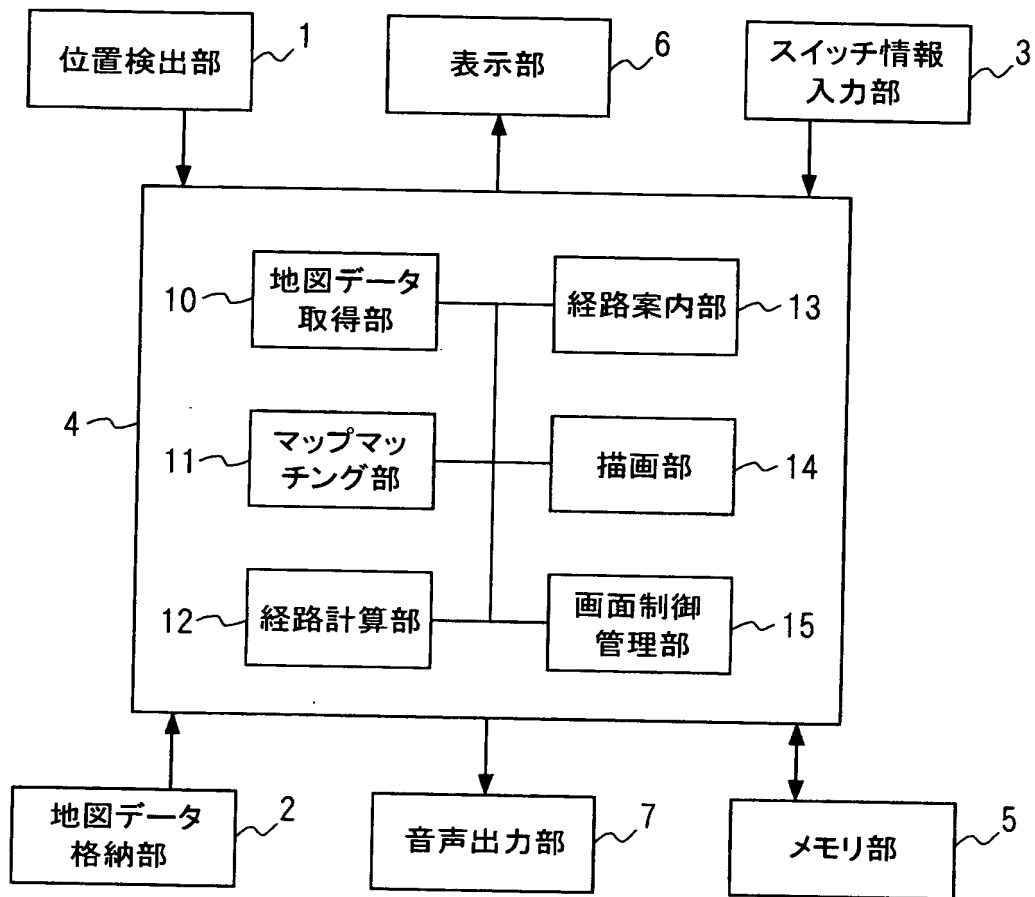 位置検出部
1
表示部
6
スイッチ情報
入力部
3
地図データ
取得部
10
経路案内部
13
4
マップマッ
チング部
11
描画部
14
経路計算部
12
画面制御
管理部
15
地図データ
格納部
2
音声出力部
7
メモリ部
5